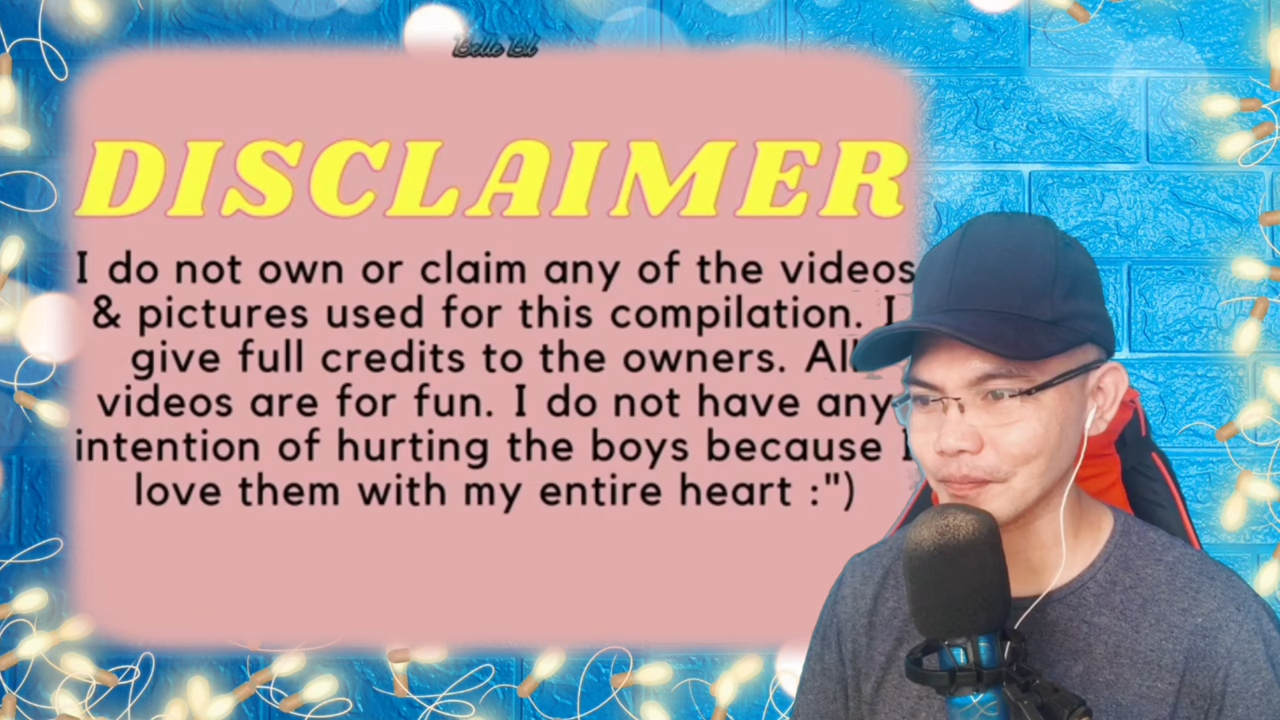 Belle Bl
DISCLAIMER
I do not own or claim any of the videos
& pictures used for this compilation. I
give full credits to the owners. All
videos are for fun. I do not have any
intention of hurting the boys because I
love them with my entire heart :")